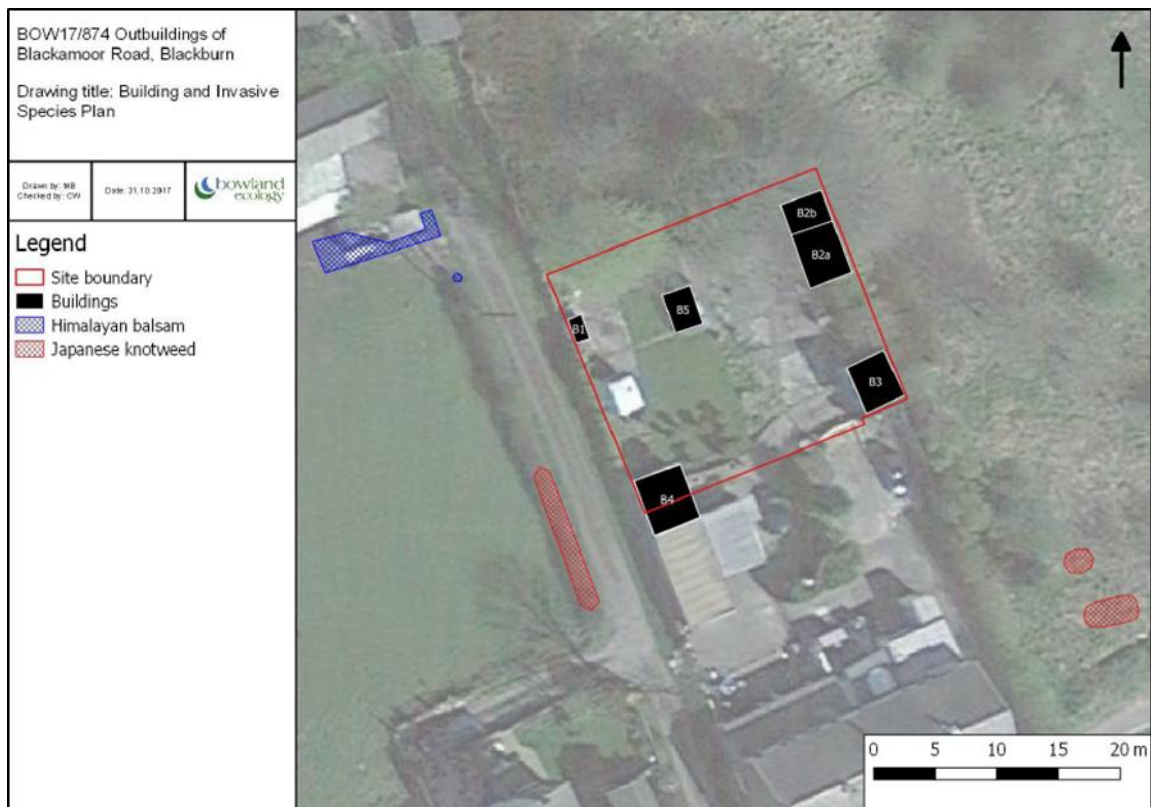 BOW17/874 Outbuildings of
Blackamoor Road, Blackburn
Drawing title: Building and Invasive
Species Plan
Drawn by: MB
Checked by: CW
Date: 31.10.2017
bowland
ecology
Legend
Site boundary
Buildings
Himalayan balsam
Japanese knotweed
B2b
B2a
B5
B1
B3
B4
0 5 10 15 20 m